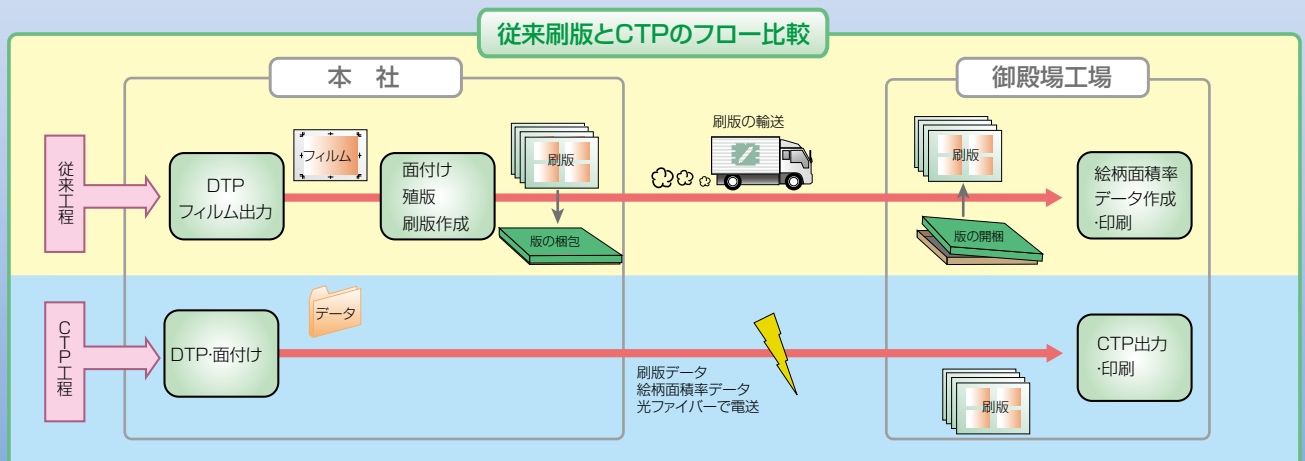 従来刷版とCTPのフロー比較
本 社
御殿場工場
従来工程
DTP
フィルム出力
フィルム
面付け
殖版
刷版作成
刷版
版の梱包
刷版の輸送
刷版
版の開梱
絵柄面積率
データ作成
・印刷
CTP工程
DTP・面付け
データ
刷版データ
絵柄面積率データ
光ファイバーで電送
刷版
CTP出力
・印刷